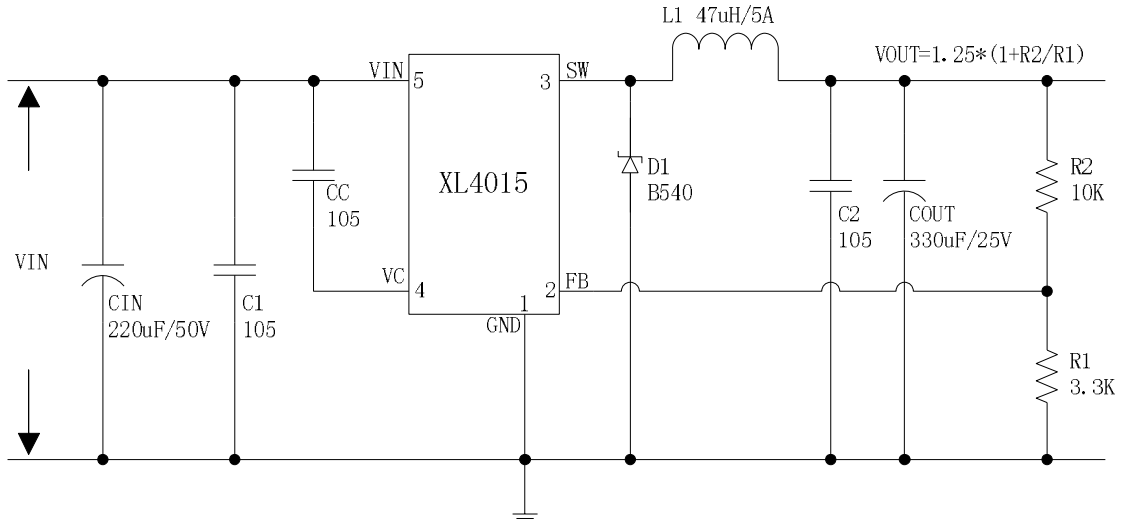 L1 47uH/5A
VOUT=1.25*(1+R2/R1)
VIN
5
3
SW
XL4015
CC
105
D1
B540
R2
10K
C2
105
COUT
330uF/25V
VIN
VC
4
2
FB
1
GND
CIN
220uF/50V
C1
105
R1
3.3K